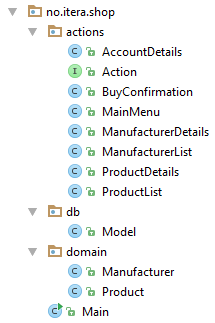 no.itera.shop
actions
AccountDetails
Action
BuyConfirmation
MainMenu
ManufacturerDetails
ManufacturerList
ProductDetails
ProductList
db
Model
domain
Manufacturer
Product
Main